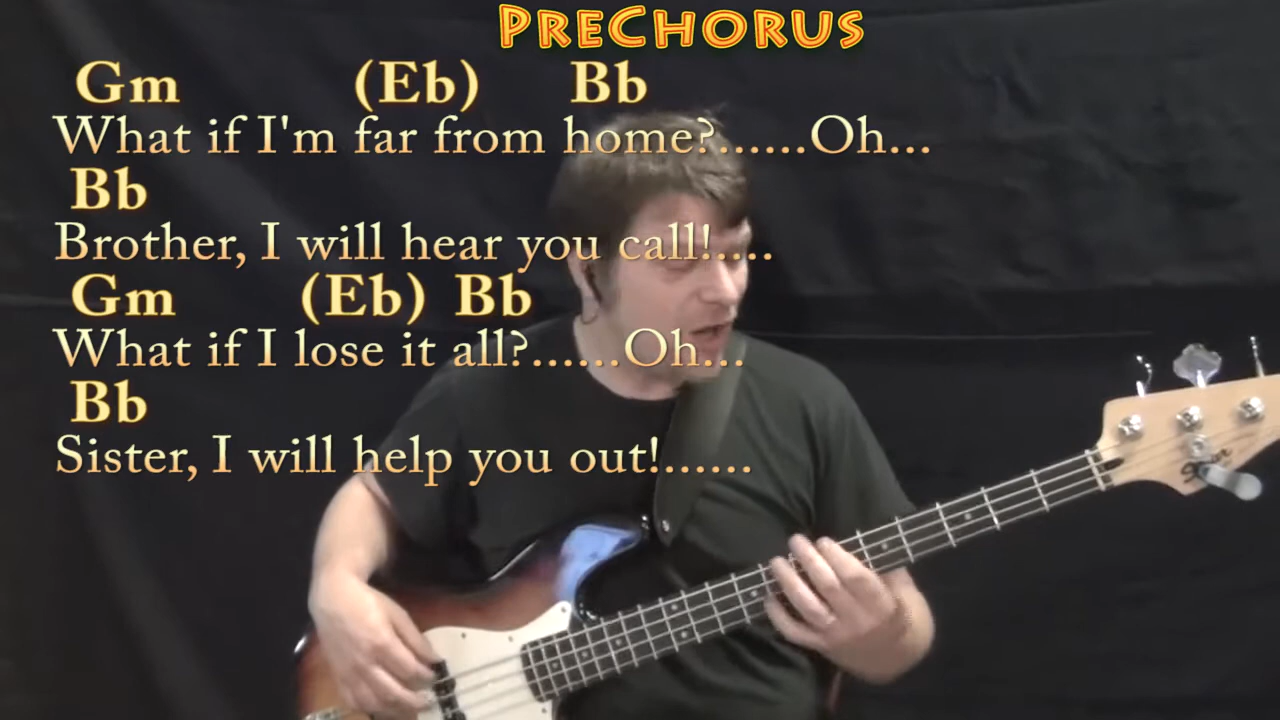 PreChorus
Gm (Eb) Bb
What if I'm far from home?......Oh...
Bb
Brother, I will hear you call!....
Gm (Eb) Bb
What if I lose it all?......Oh...
Bb
Sister, I will help you out!......